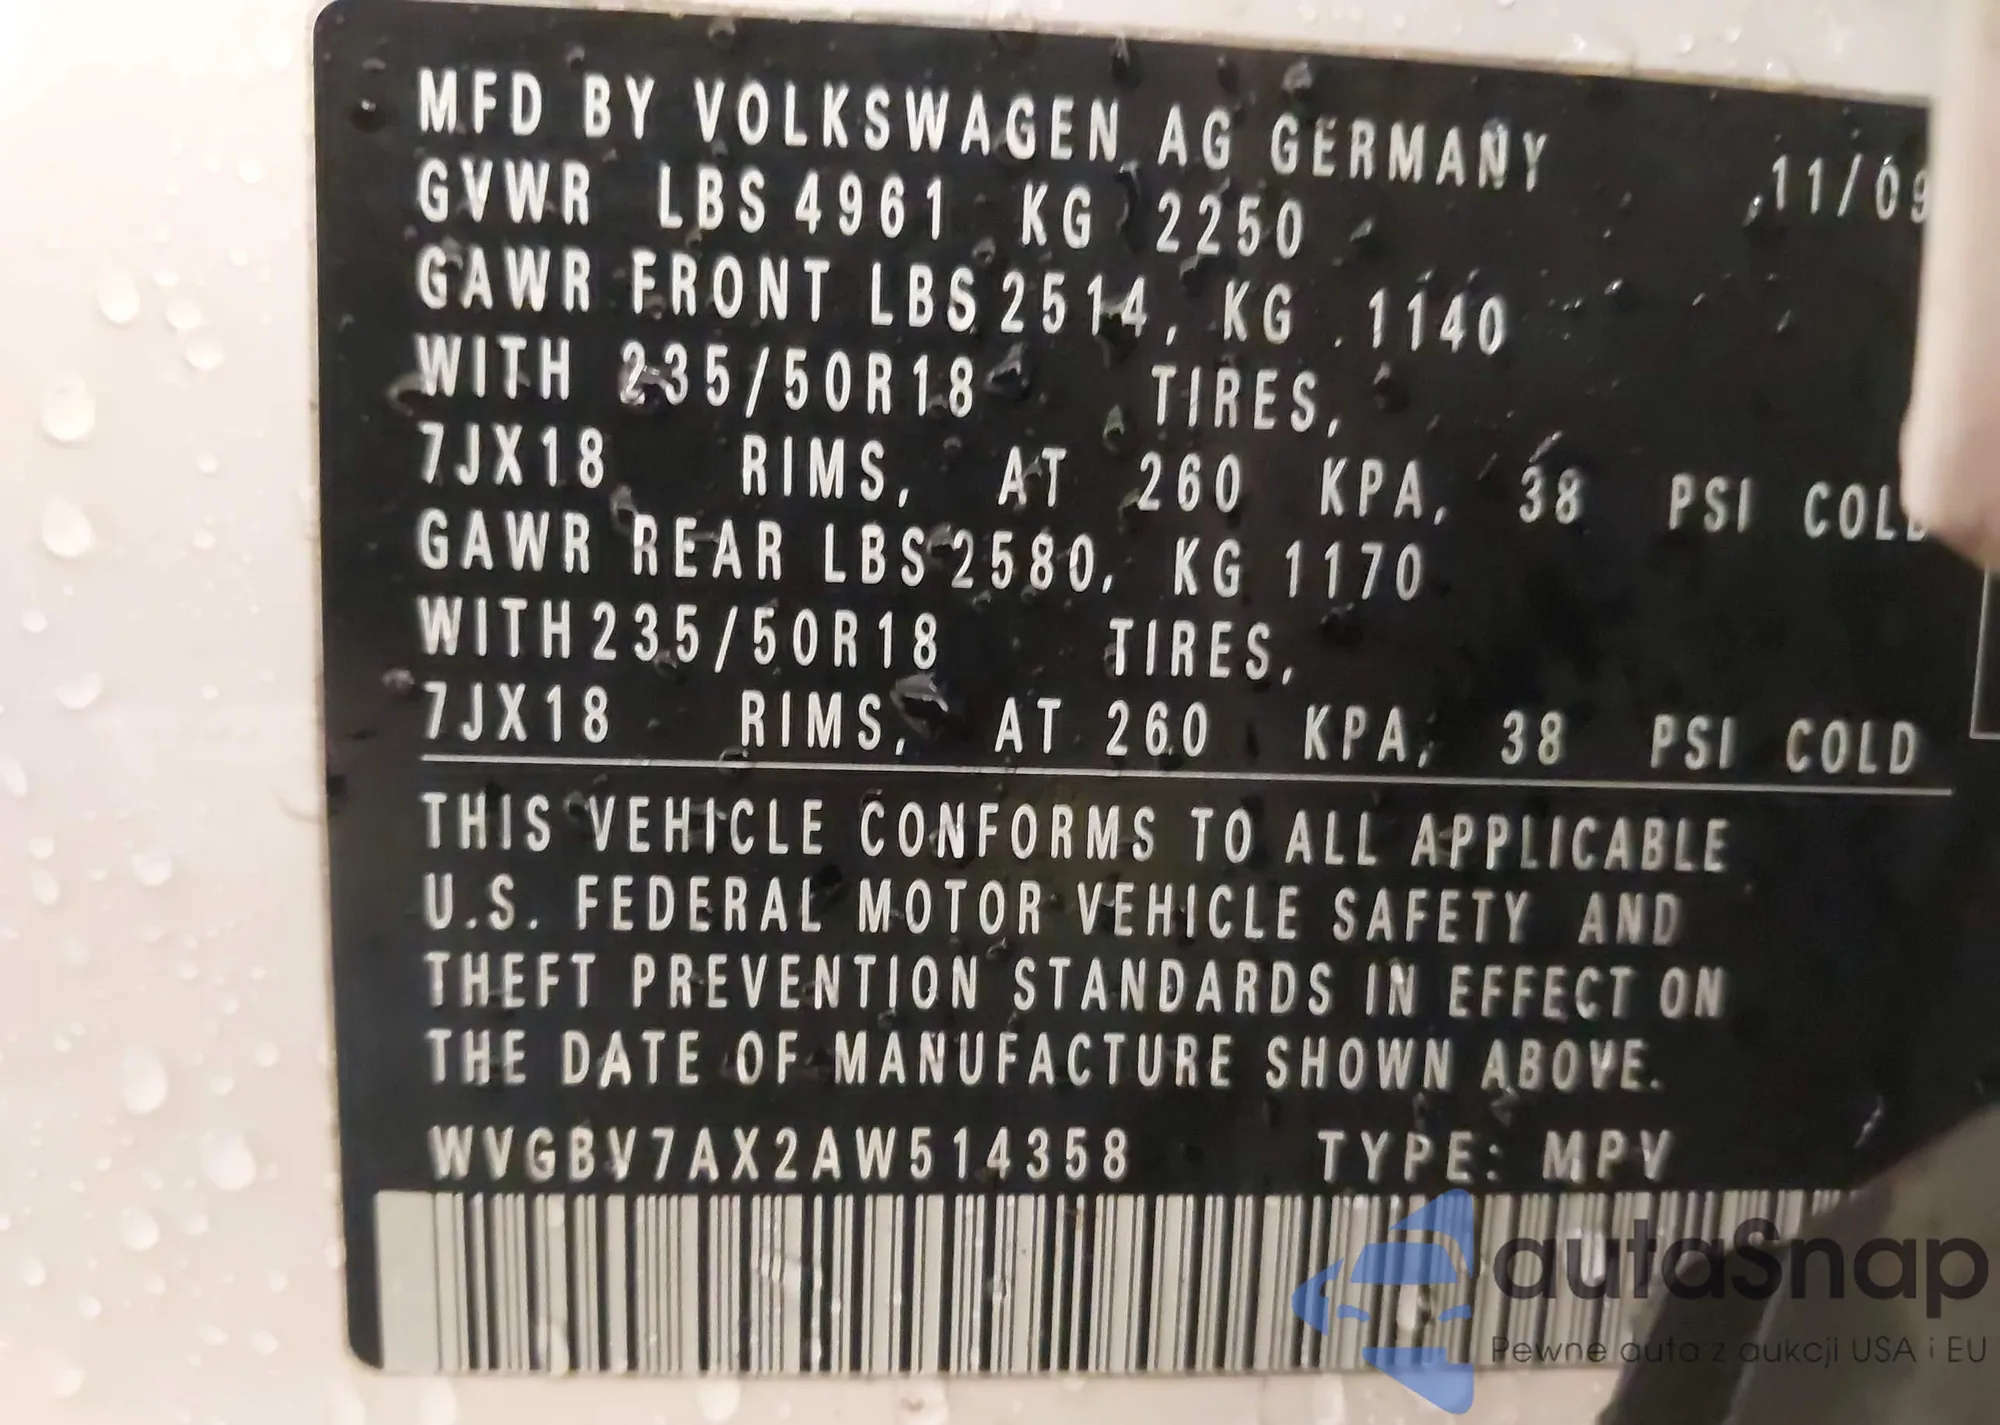 MFD BY VOLKSWAGEN AG GERMANY 11/09
GVWR LBS 4961 KG 2250
GAWR FRONT LBS 2514, KG 1140
WITH 235/50R18 TIRES,
7JX18 RIMS, AT 260 KPA, 38 PSI COLD
GAWR REAR LBS 2580, KG 1170
WITH 235/50R18 TIRES,
7JX18 RIMS, AT 260 KPA, 38 PSI COLD
THIS VEHICLE CONFORMS TO ALL APPLICABLE
U.S. FEDERAL MOTOR VEHICLE SAFETY AND
THEFT PREVENTION STANDARDS IN EFFECT ON
THE DATE OF MANUFACTURE SHOWN ABOVE.
WVGBV7AX2AW514358 TYPE: MPV
autaSnap
Pewne auta z aukcji USA i EU